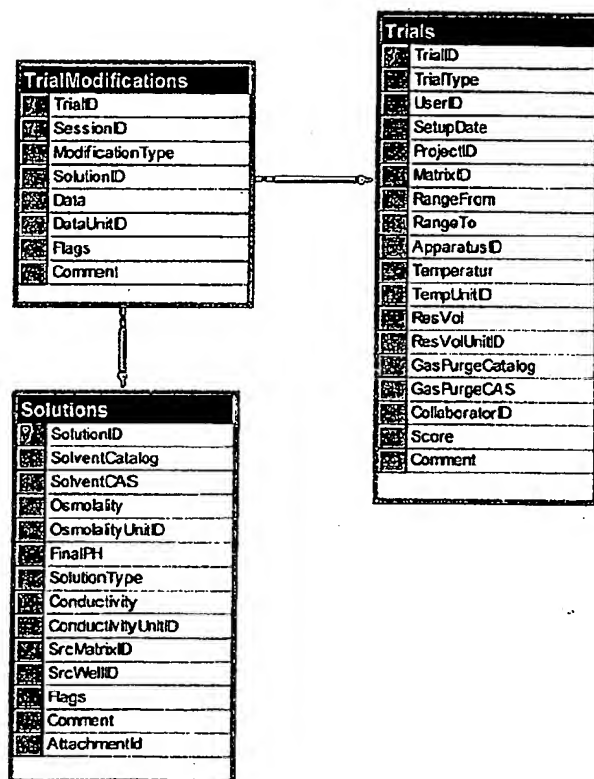 TrialModifications
TrialID
SessionID
ModificationType
SolutionID
Data
DataUnitID
Flags
Comment
Trials
TrialID
TrialType
UserID
SetupDate
ProjectID
MatrixID
RangeFrom
RangeTo
ApparatusID
Temperatur
TempUnitID
ResVol
ResVolUnitID
GasPurgeCatalog
GasPurgeCAS
CollaboratorID
Score
Comment
Solutions
SolutionID
SolventCatalog
SolventCAS
Osmolality
OsmolalityUnitID
FinalPH
SolutionType
Conductivity
ConductivityUnitID
SrcMatrixID
SrcWellID
Flags
Comment
AttachmentId